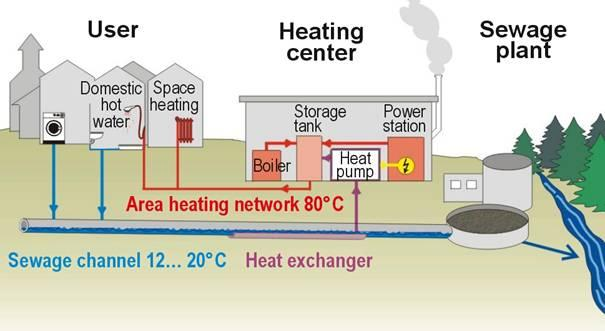 User
Heating
center
Sewage
plant
Domestic
hot
water
Space
heating
Storage
tank
Power
station
Boiler
Heat
pump
Area heating network 80°C
Sewage channel 12... 20°C
Heat exchanger